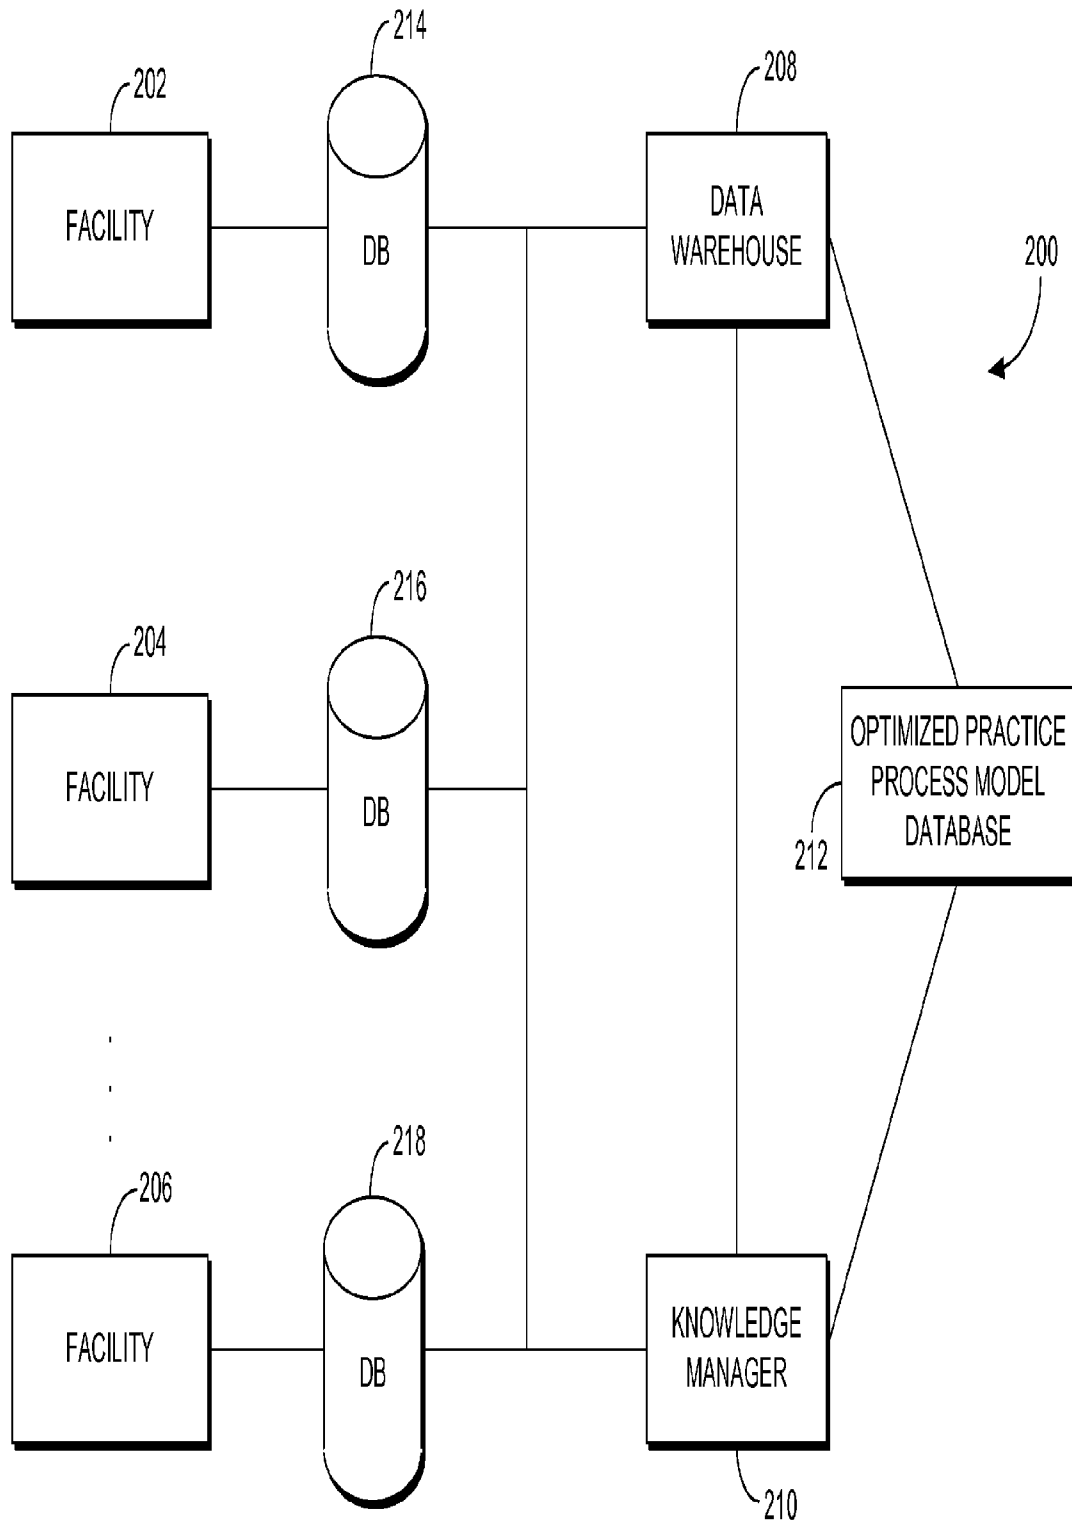 214
202
208
FACILITY
DB
DATA
WAREHOUSE
200
216
204
FACILITY
DB
OPTIMIZED PRACTICE
PROCESS MODEL
DATABASE
212
218
206
FACILITY
DB
KNOWLEDGE
MANAGER
210